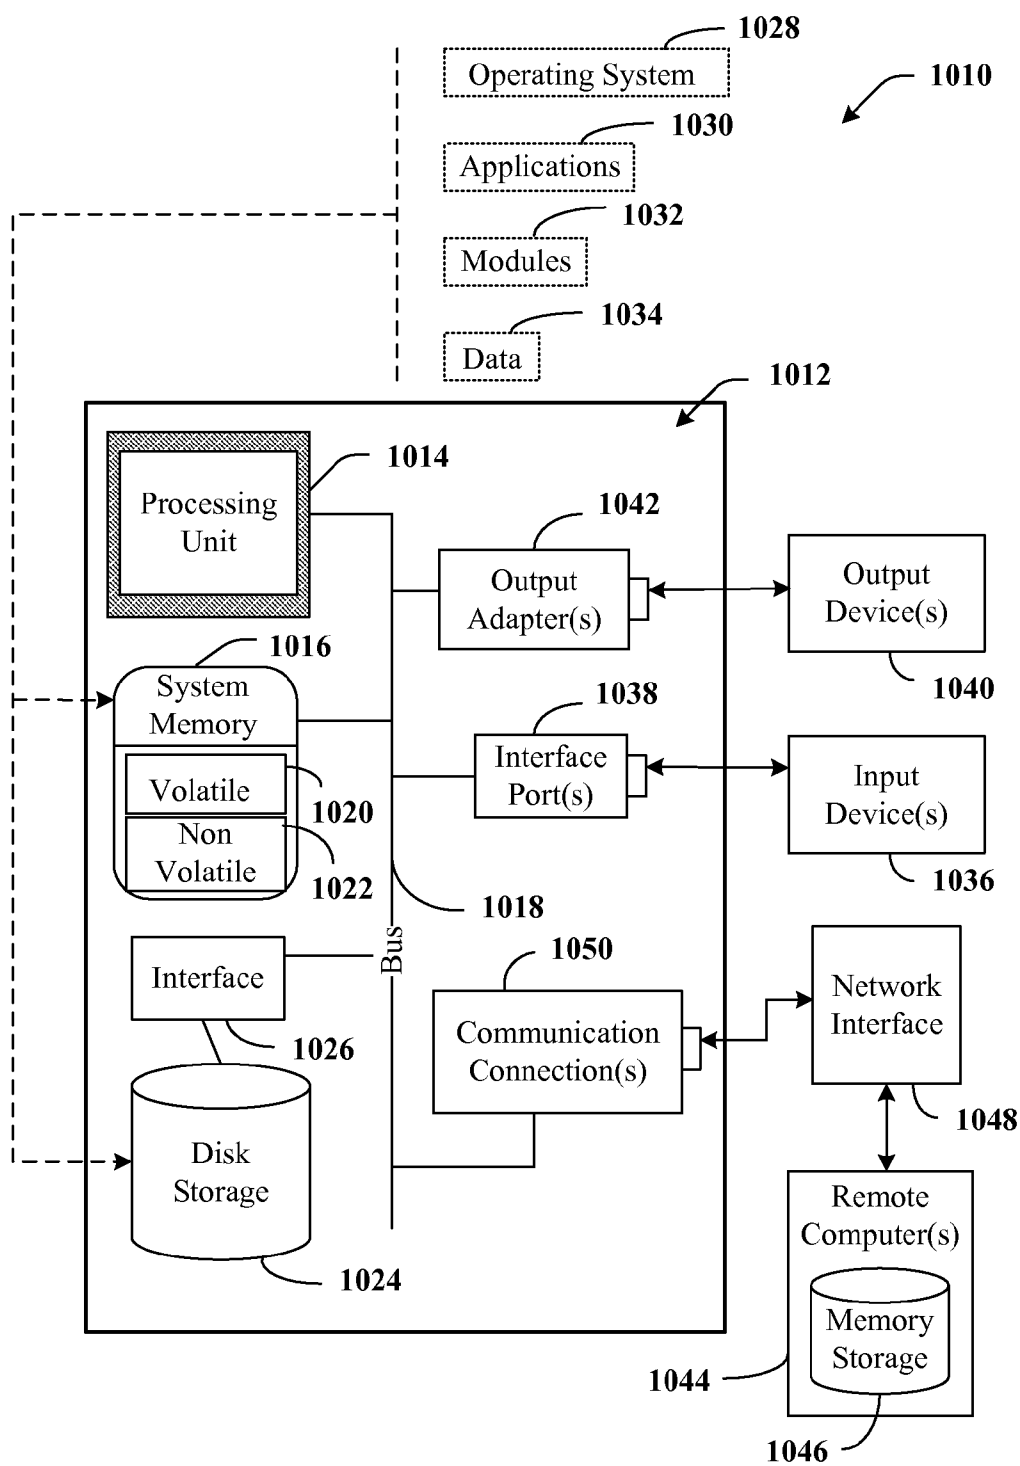 1028
Operating System
1010
1030
Applications
1032
Modules
1034
Data
1012
1014
Processing
Unit
1042
Output
Adapter(s)
Output
Device(s)
1040
1016
System
Memory
1038
Interface
Port(s)
Input
Device(s)
1036
Volatile
1020
Non
Volatile
1022
1018
Bus
1050
Interface
1026
Communication
Connection(s)
Network
Interface
1048
Disk
Storage
1024
Remote
Computer(s)
Memory
Storage
1044
1046